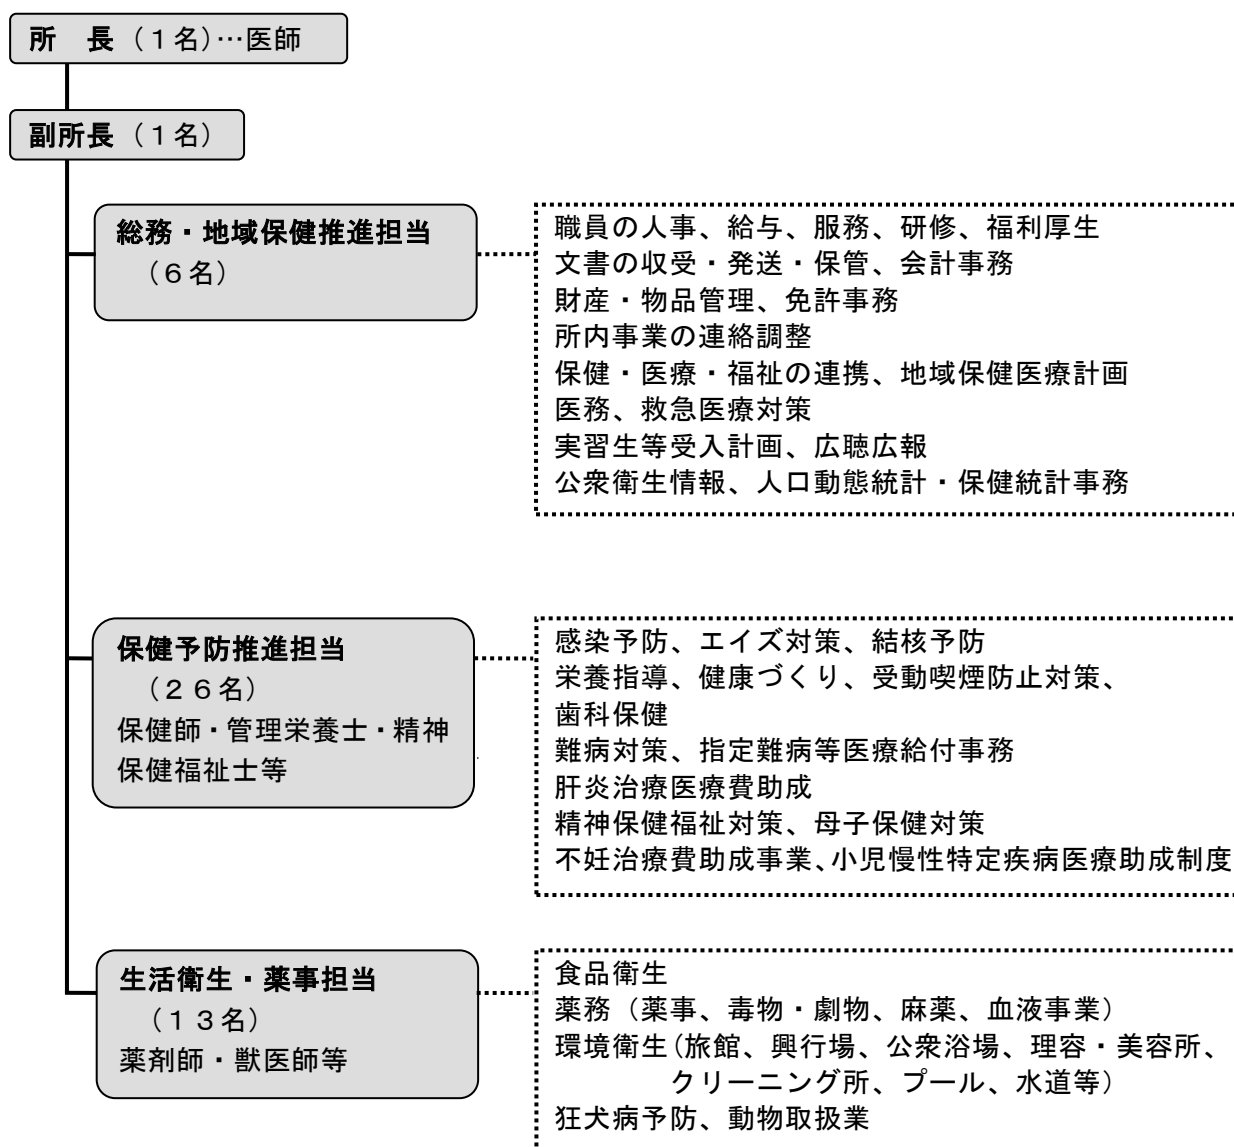 所　長（１名）…医師
副所長（１名）
総務・地域保健推進担当
（６名）
職員の人事、給与、服務、研修、福利厚生
文書の収受・発送・保管、会計事務
財産・物品管理、免許事務
所内事業の連絡調整
保健・医療・福祉の連携、地域保健医療計画
医務、救急医療対策
実習生等受入計画、広聴広報
公衆衛生情報、人口動態統計・保健統計事務
保健予防推進担当
（２６名）
保健師・管理栄養士・精神
保健福祉士等
感染予防、エイズ対策、結核予防
栄養指導、健康づくり、受動喫煙防止対策、
歯科保健
難病対策、指定難病等医療給付事務
肝炎治療医療費助成
精神保健福祉対策、母子保健対策
不妊治療費助成事業、小児慢性特定疾病医療助成制度
生活衛生・薬事担当
（１３名）
薬剤師・獣医師等
食品衛生
薬務（薬事、毒物・劇物、麻薬、血液事業）
環境衛生（旅館、興行場、公衆浴場、理容・美容所、
クリーニング所、プール、水道等）
狂犬病予防、動物取扱業